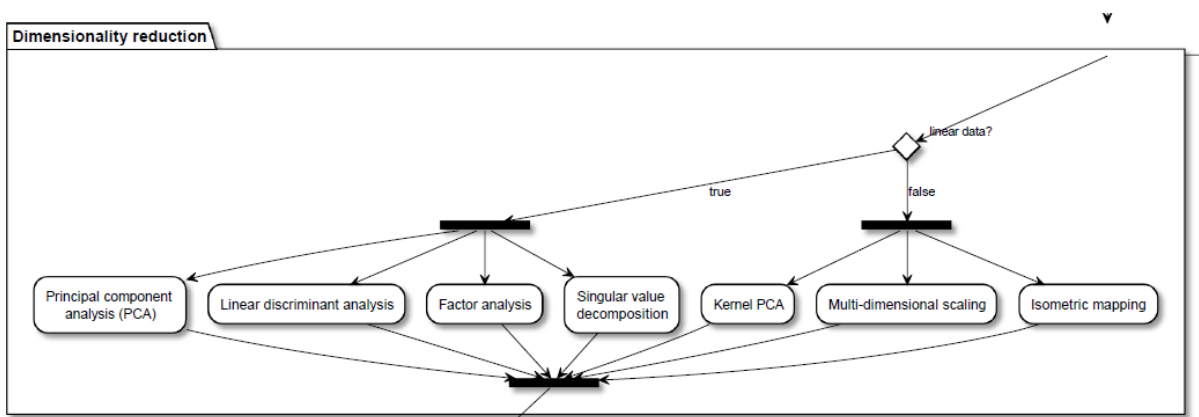 Dimensionality reduction
linear data?
true
false
Principal component
analysis (PCA)
Linear discriminant analysis
Factor analysis
Singular value
decomposition
Kernel PCA
Multi-dimensional scaling
Isometric mapping